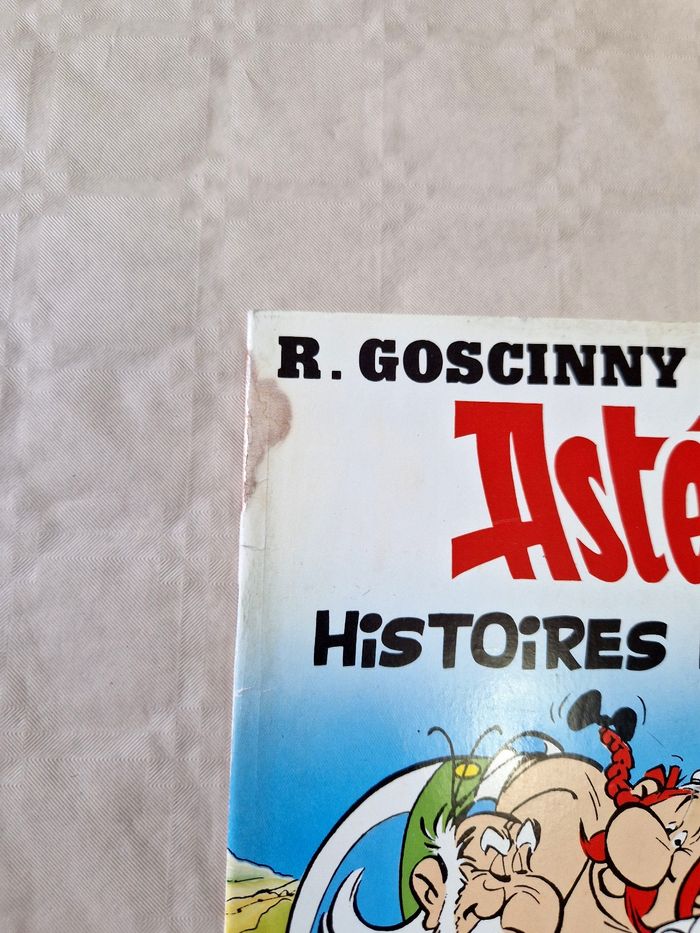 R. GOSCINNY
Asté
HiSTOiRES